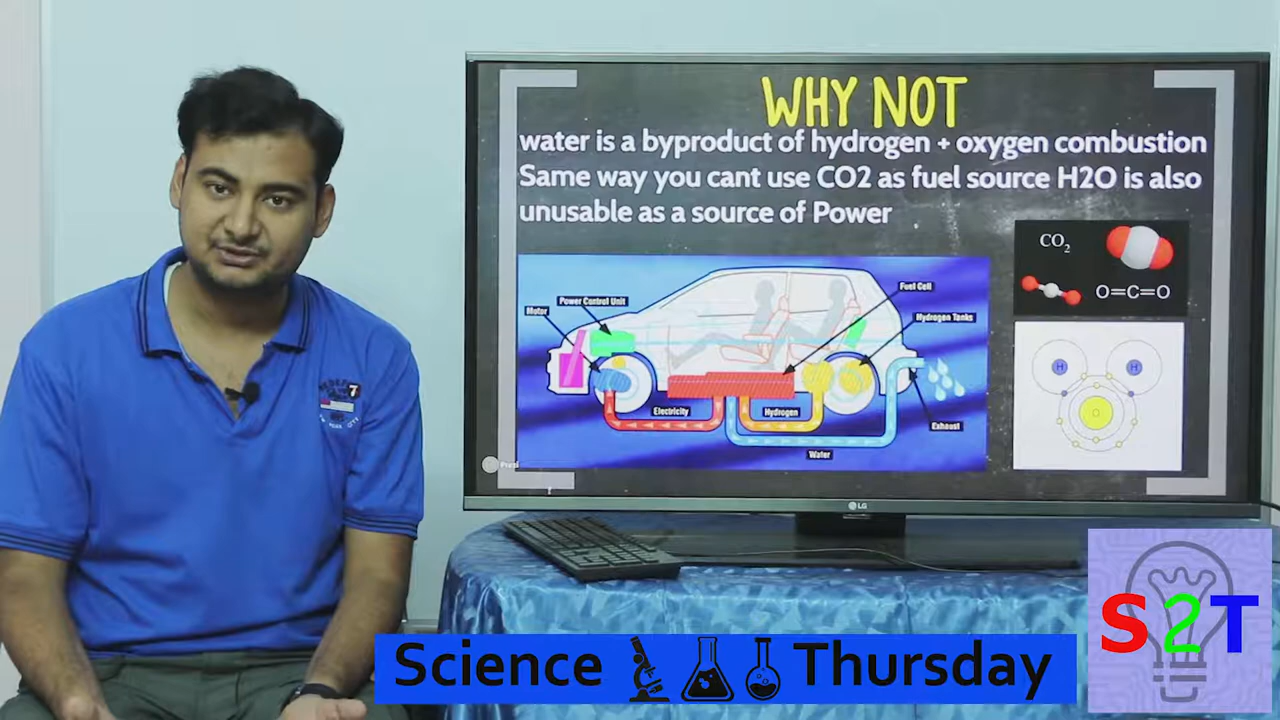 WHY NOT
water is a byproduct of hydrogen + oxygen combustion
Same way you cant use CO2 as fuel source H2O is also
unusable as a source of Power
CO2
O=C=O
Fuel Cell
Power Control Unit
Motor
Hydrogen Tanks
Electricity
Hydrogen
Exhaust
Water
H
H
O
Prezi
7
LG
Science Thursday
S2T